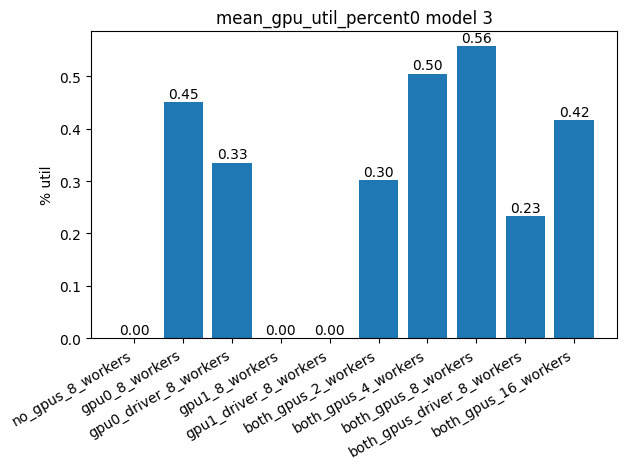 mean_gpu_util_percent0 model 3
% util
0.5
0.4
0.3
0.2
0.1
0.0
0.00
0.45
0.33
0.00
0.00
0.30
0.50
0.56
0.23
0.42
no_gpus_8_workers
gpu0_8_workers
gpu0_driver_8_workers
gpu1_8_workers
gpu1_driver_8_workers
both_gpus_2_workers
both_gpus_4_workers
both_gpus_8_workers
both_gpus_driver_8_workers
both_gpus_16_workers